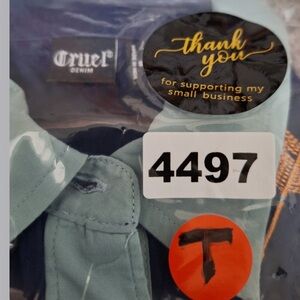 Cruel®
DENIM
thank
you
for supporting my
small business
4497
T